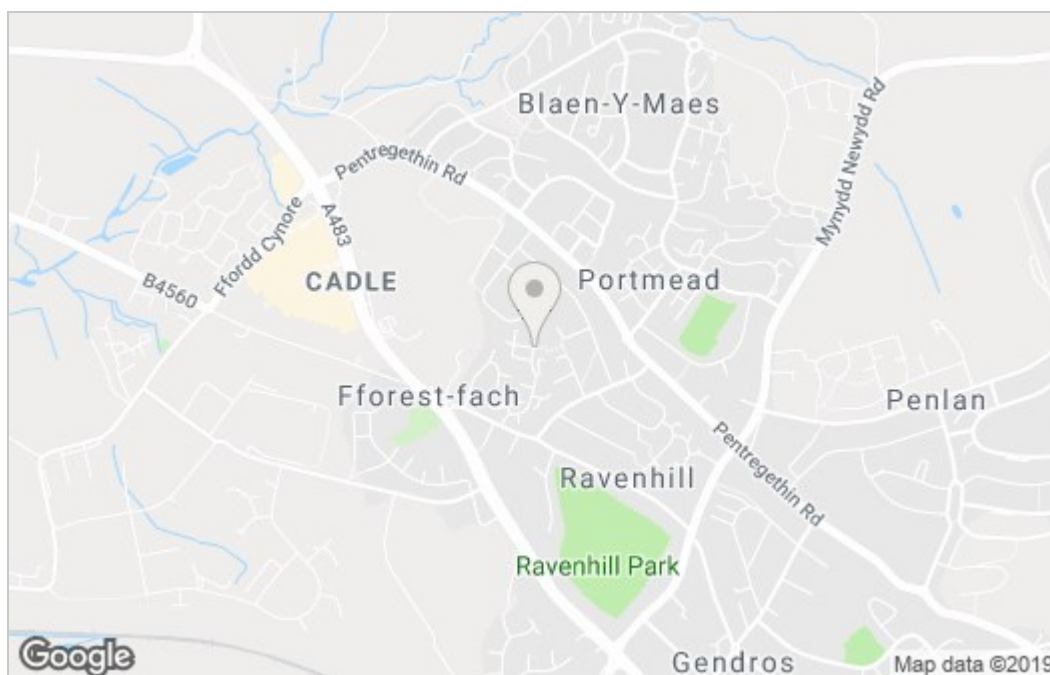 Blaen-Y-Maes
Mynydd Newydd Rd
Pentregethin Rd
A483
Ffordd Cynore
B4560
CADLE
Portmead
Fforest-fach
Penlan
Pentregethin Rd
Ravenhill
Ravenhill Park
Gendros
Google
Map data ©2019